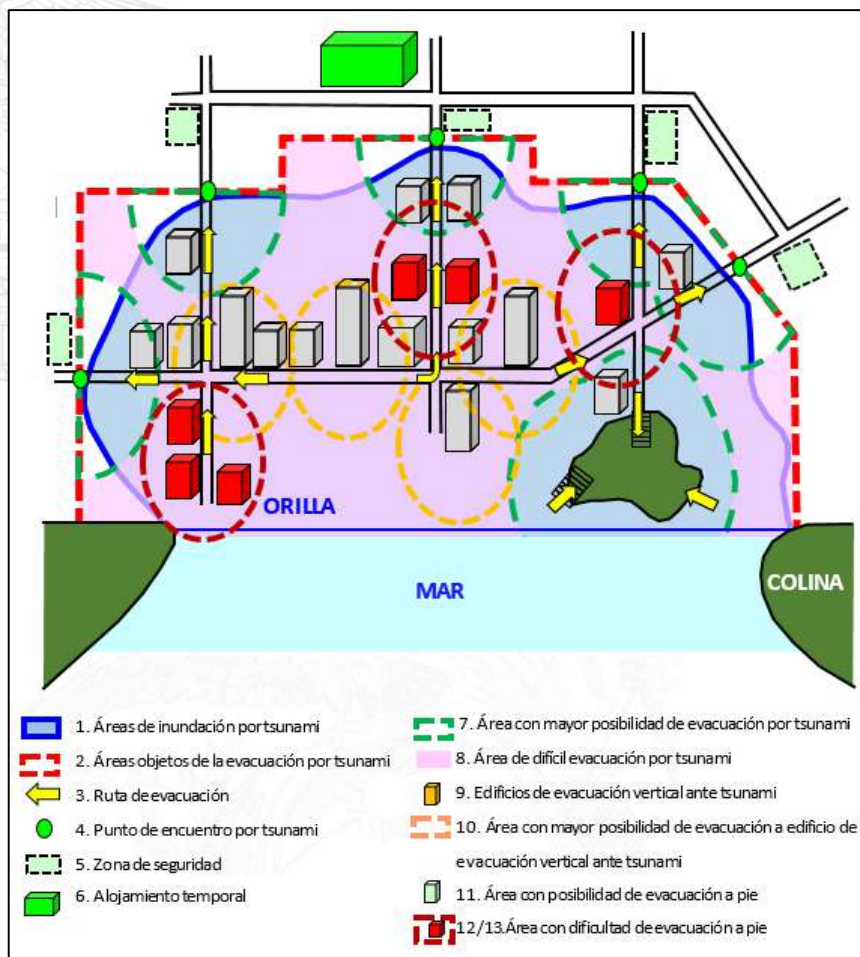 ORILLA
MAR
COLINA
1. Áreas de inundación por tsunami
2. Áreas objetos de la evacuación por tsunami
3. Ruta de evacuación
4. Punto de encuentro por tsunami
5. Zona de seguridad
6. Alojamiento temporal
7. Área con mayor posibilidad de evacuación por tsunami
8. Área de difícil evacuación por tsunami
9. Edificios de evacuación vertical ante tsunami
10. Área con mayor posibilidad de evacuación a edificio de
evacuación vertical ante tsunami
11. Área con posibilidad de evacuación a pie
12/13.Área con dificultad de evacuación a pie